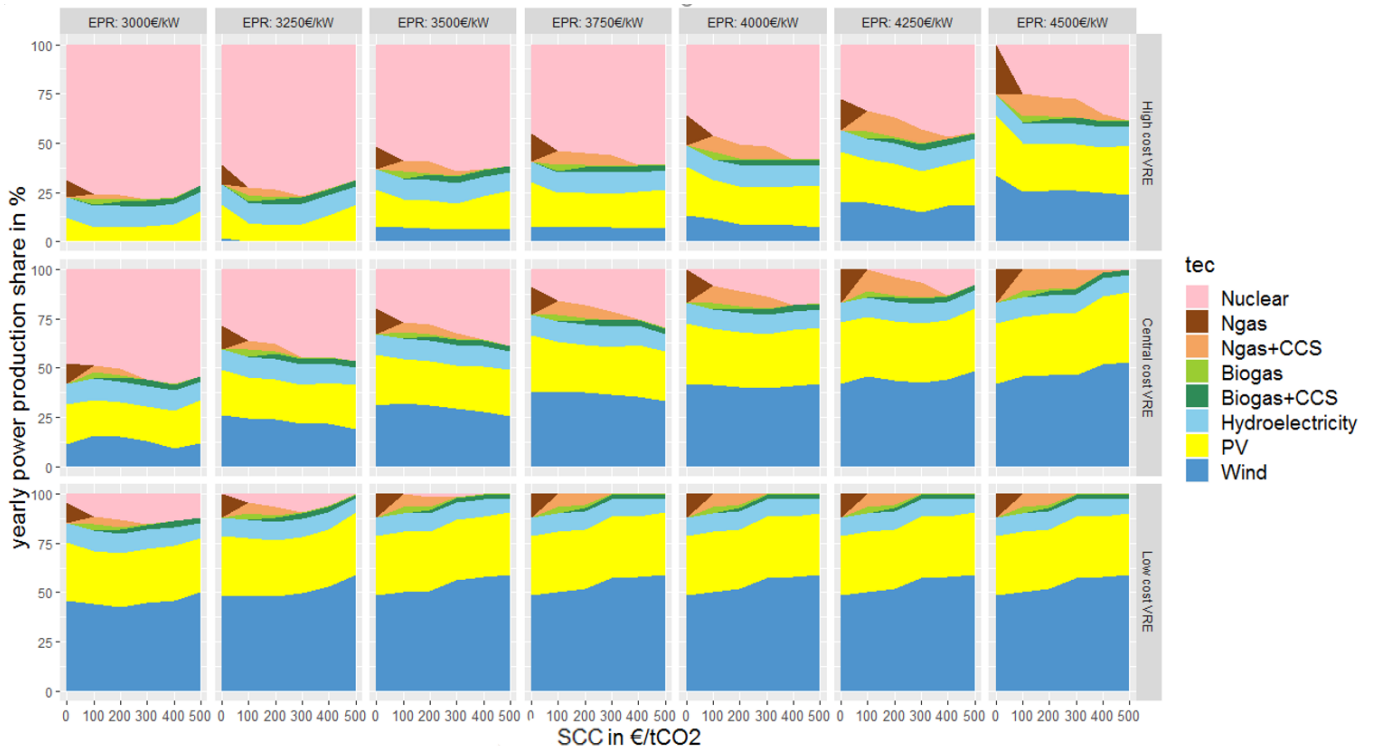 EPR: 3000€/kW EPR: 3250€/kW EPR: 3500€/kW EPR: 3750€/kW EPR: 4000€/kW EPR: 4250€/kW EPR: 4500€/kW
yearly power production share in %
100
75
50
25
0
High cost VRE
100
75
50
25
0
Central cost VRE
100
75
50
25
0
Low cost VRE
0 100 200 300 400 500 0 100 200 300 400 500 0 100 200 300 400 500 0 100 200 300 400 500 0 100 200 300 400 500 0 100 200 300 400 500 0 100 200 300 400 500
SCC in €/tCO2
tec
Nuclear
Ngas
Ngas+CCS
Biogas
Biogas+CCS
Hydroelectricity
PV
Wind